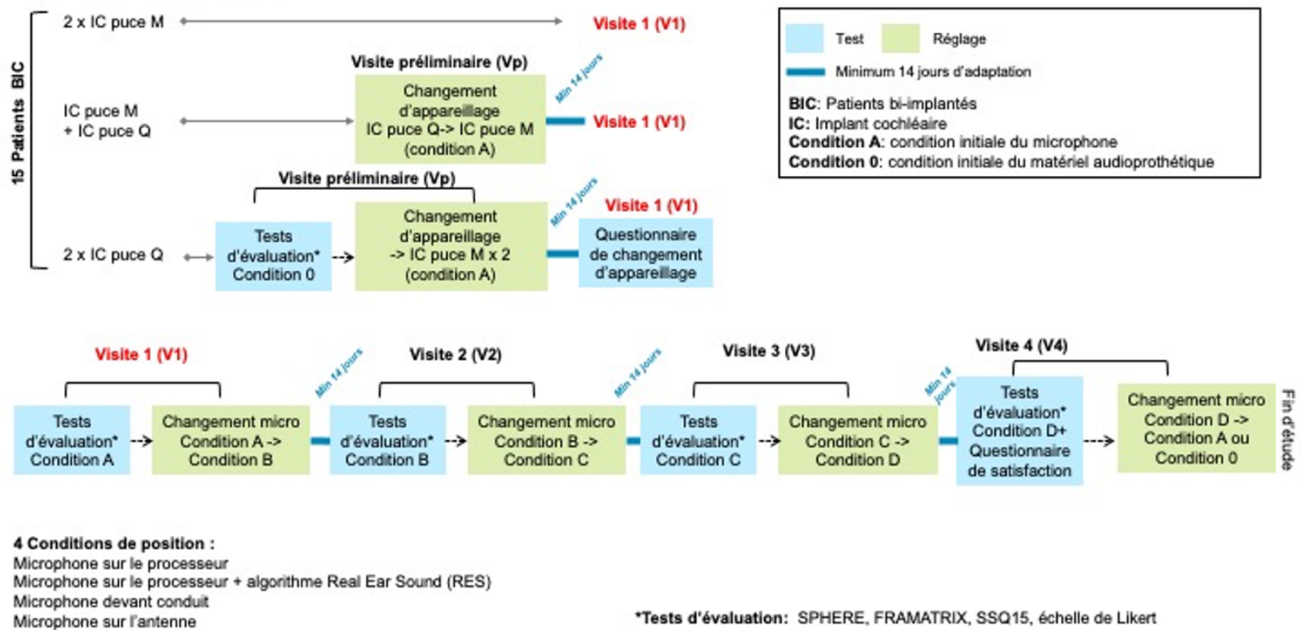 15 Patients BIC
2 x IC puce M
Visite 1 (V1)
Visite préliminaire (Vp)
Min 14 jours
IC puce M
+ IC puce Q
Changement
d'appareillage
IC puce Q-> IC puce M
(condition A)
Visite 1 (V1)
Visite préliminaire (Vp)
Min 14 jours
Visite 1 (V1)
2 x IC puce Q
Tests
d'évaluation*
Condition 0
Changement
d'appareillage
-> IC puce M x 2
(condition A)
Questionnaire
de changement
d'appareillage
Test
Réglage
Minimum 14 jours d'adaptation
BIC: Patients bi-implantés
IC: Implant cochléaire
Condition A: condition initiale du microphone
Condition 0: condition initiale du matériel audioprothétique
Visite 1 (V1)
Tests
d'évaluation*
Condition A
Changement micro
Condition A ->
Condition B
Min 14 jours
Visite 2 (V2)
Tests
d'évaluation*
Condition B
Changement micro
Condition B ->
Condition C
Min 14 jours
Visite 3 (V3)
Tests
d'évaluation*
Condition C
Changement micro
Condition C ->
Condition D
Min 14
jours
Visite 4 (V4)
Tests
d'évaluation*
Condition D+
Questionnaire
de satisfaction
Changement micro
Condition D ->
Condition A ou
Condition 0
Fin d'étude
4 Conditions de position :
Microphone sur le processeur
Microphone sur le processeur + algorithme Real Ear Sound (RES)
Microphone devant conduit
Microphone sur l'antenne
*Tests d'évaluation: SPHERE, FRAMATRIX, SSQ15, échelle de Likert